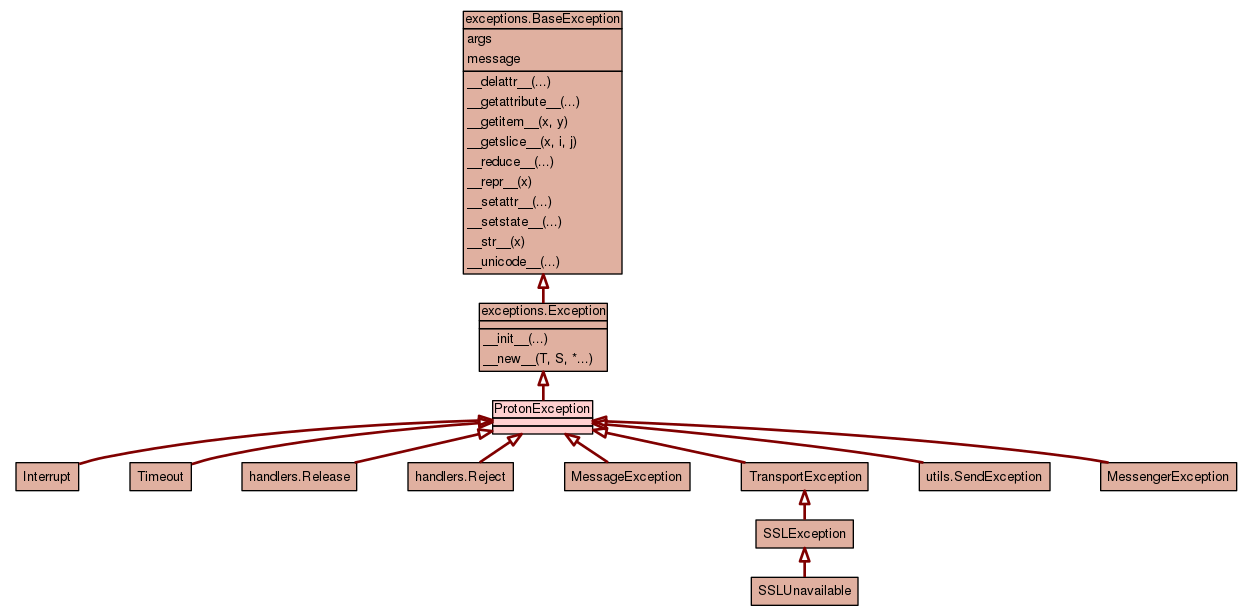 exceptions.BaseException
args
message
__delattr__(...)
__getattribute__(...)
__getitem__(x, y)
__getslice__(x, i, j)
__reduce__(...)
__repr__(x)
__setattr__(...)
__setstate__(...)
__str__(x)
__unicode__(...)
exceptions.Exception
__init__(...)
__new__(T, S, *...)
ProtonException
Interrupt
Timeout
handlers.Release
handlers.Reject
MessageException
TransportException
utils.SendException
MessengerException
SSLException
SSLUnavailable